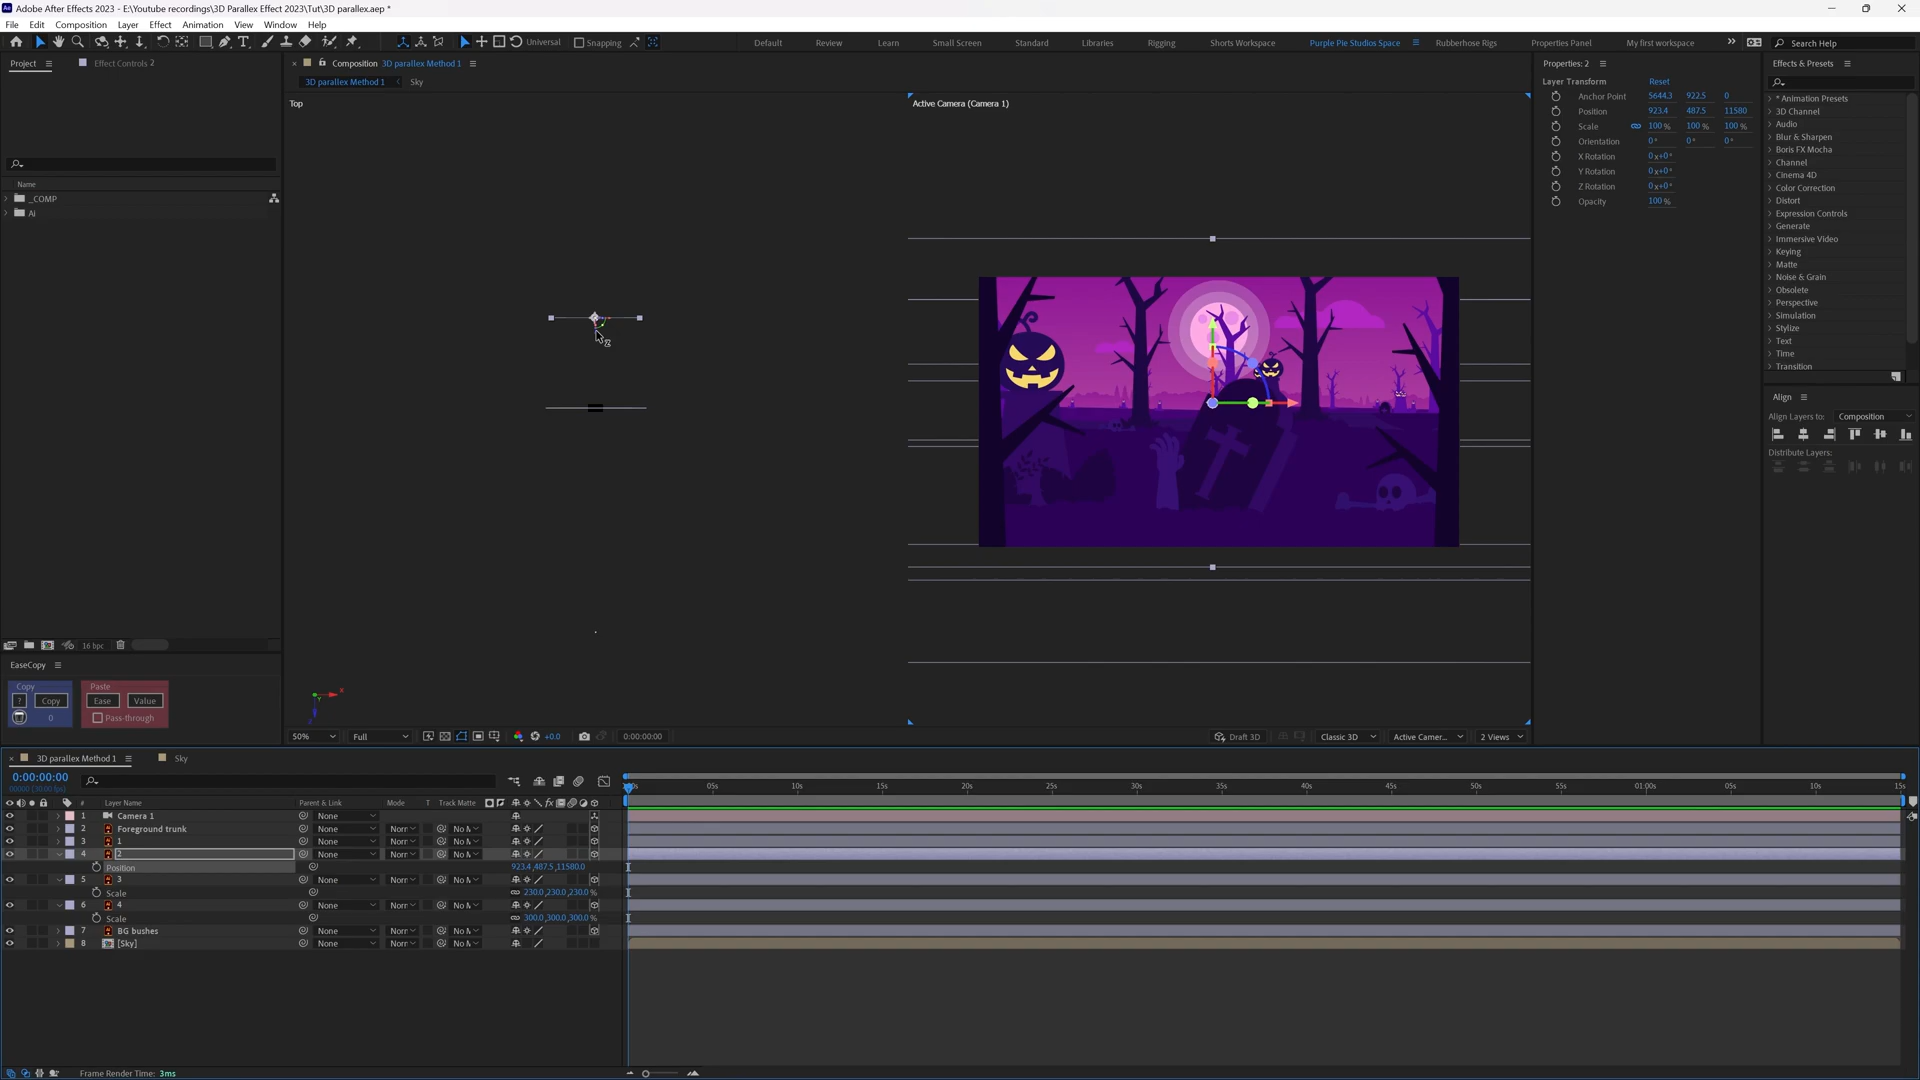 Adobe After Effects 2023 - E:\Youtube recordings\3D Parallex Effect 2023\Tut\3D parallex.aep *
File Edit Composition Layer Effect Animation View Window Help
Universal Snapping Default Review Learn Small Screen Standard Libraries Rigging Shorts Workspace Purple Pie Studios Space Rubberhose Rigs Properties Panel My first workspace Search Help
Project Effect Controls 2
Name
_COMP
Ai
16 bpc
EaseCopy
Copy Paste
? Copy Ease Value
0 Pass-through
Composition 3D parallex Method 1
3D parallex Method 1 Sky
Top
Active Camera (Camera 1)
50% Full +0.0 0:00:00:00 Draft 3D Classic 3D Active Camer... 2 Views
Properties: 2
Layer Transform Reset
Anchor Point 5644.3 922.5 0
Position 923.4 487.5 11580
Scale 100 % 100 % 100 %
Orientation 0° 0° 0°
X Rotation 0x+0°
Y Rotation 0x+0°
Z Rotation 0x+0°
Opacity 100 %
Effects & Presets
* Animation Presets
3D Channel
Audio
Blur & Sharpen
Boris FX Mocha
Channel
Cinema 4D
Color Correction
Distort
Expression Controls
Generate
Immersive Video
Keying
Matte
Noise & Grain
Obsolete
Perspective
Simulation
Stylize
Text
Time
Transition
Align
Align Layers to: Composition
Distribute Layers:
3D parallex Method 1 Sky
0:00:00:00
00000 (30.00 fps)
05s 10s 15s 20s 25s 30s 35s 40s 45s 50s 55s 01:00s 05s 10s 15s
# Layer Name Parent & Link Mode T Track Matte
1 Camera 1 None
2 Foreground trunk None Norr No M
3 1 None Norr No M
4 2 None Norr No M
Position 923.4,487.5,11580.0
5 3 None Norr No M
Scale 230.0,230.0,230.0 %
6 4 None Norr No M
Scale 300.0,300.0,300.0 %
7 BG bushes None Norr No M
8 [Sky] None Norr No M
Frame Render Time: 3ms